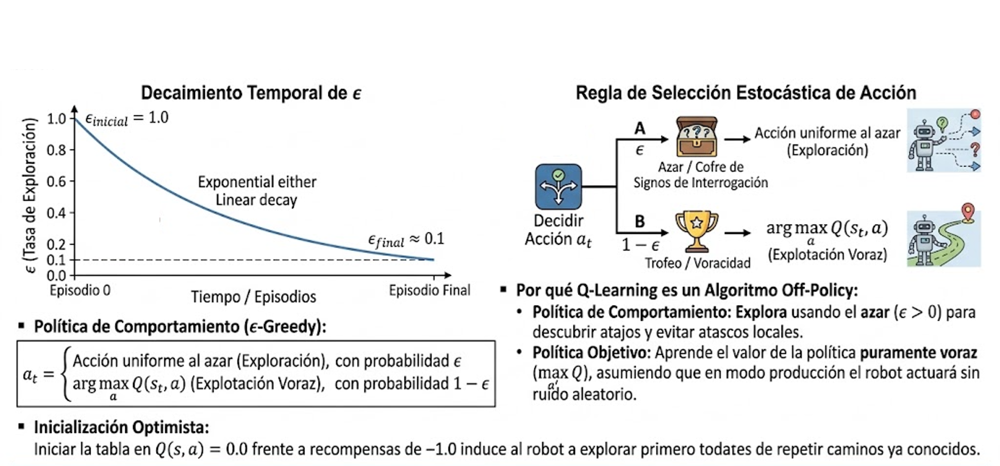 Decaimiento Temporal de ϵ
ϵ (Tasa de Exploración)
1.0
0.8
0.6
0.4
0.2
0.1
0.0
ϵinicial = 1.0
Exponential either
Linear decay
ϵfinal ≈ 0.1
Episodio 0
Tiempo / Episodios
Episodio Final
▪ Política de Comportamiento (ϵ-Greedy):
at = { Acción uniforme al azar (Exploración), con probabilidad ϵ
arg max Q(st, a) (Explotación Voraz), con probabilidad 1 − ϵ
a
Regla de Selección Estocástica de Acción
Decidir
Acción at
A
ϵ
? ? ?
Azar / Cofre de
Signos de Interrogación
Acción uniforme al azar
(Exploración)
?
?
B
1 − ϵ
Trofeo / Voracidad
arg max Q(st, a)
a
(Explotación Voraz)
▪ Por qué Q-Learning es un Algoritmo Off-Policy:
• Política de Comportamiento: Explora usando el azar (ϵ > 0) para
descubrir atajos y evitar atascos locales.
• Política Objetivo: Aprende el valor de la política puramente voraz
(max Q), asumiendo que en modo producción el robot actuará sin
a′
ruido aleatorio.
▪ Inicialización Optimista:
Iniciar la tabla en Q(s, a) = 0.0 frente a recompensas de −1.0 induce al robot a explorar primero todates de repetir caminos ya conocidos.